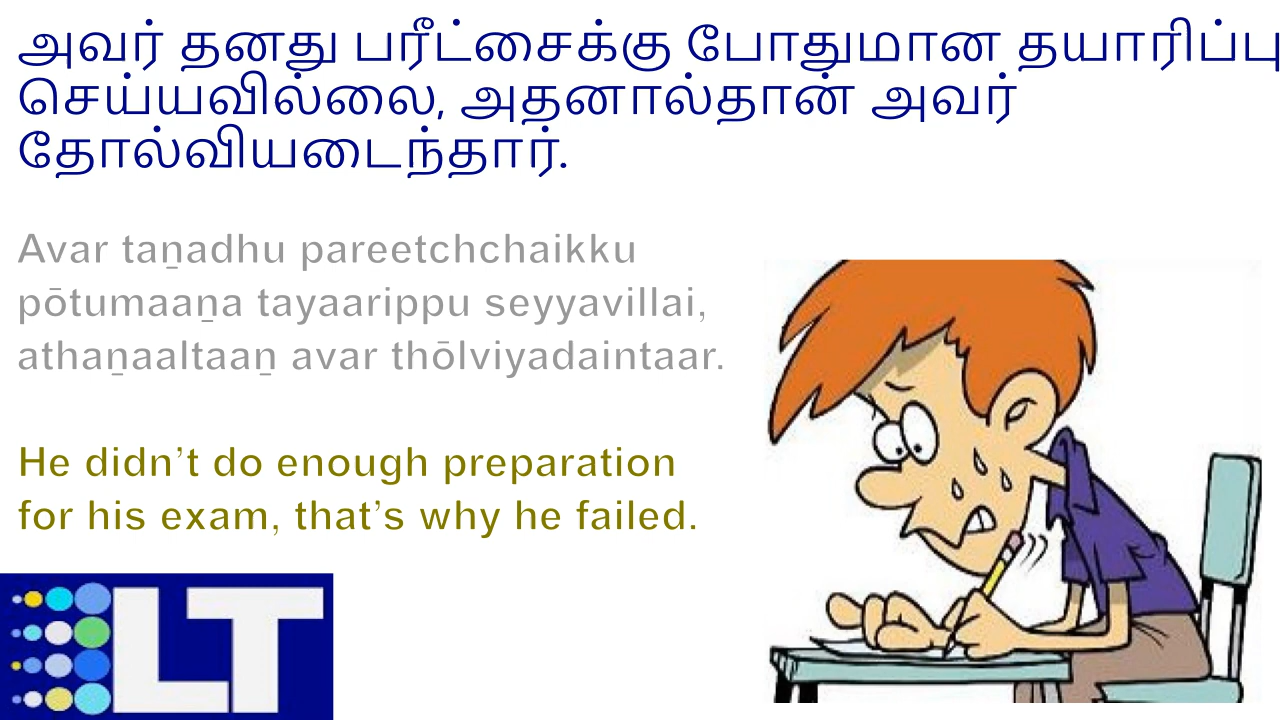 அவர் தனது பரீட்சைக்கு போதுமான தயாரிப்பு
செய்யவில்லை, அதனால்தான் அவர்
தோல்வியடைந்தார்.
Avar taṉadhu pareetchchaikku
pōtumaaṉa tayaarippu seyyavillai,
athaṉaaltaaṉ avar thōlviyadaintaar.
He didn’t do enough preparation
for his exam, that’s why he failed.
LT